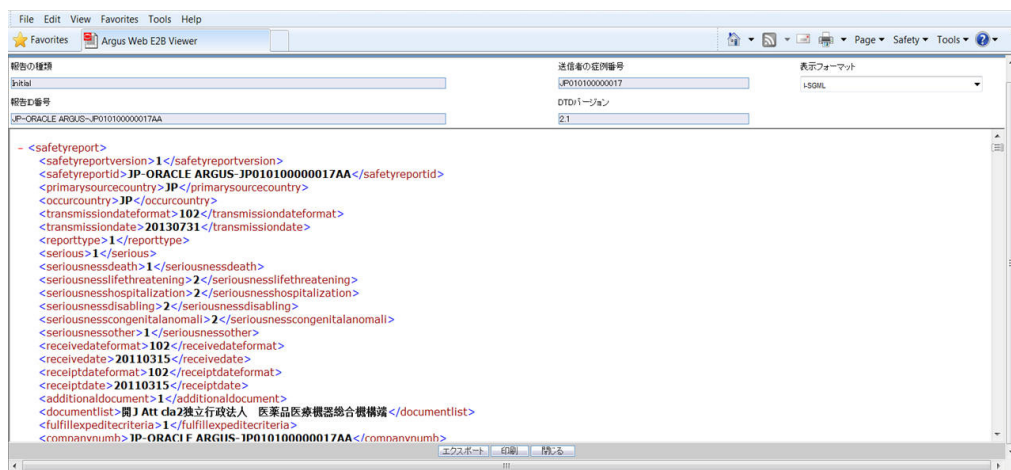 File Edit View Favorites Tools Help
Favorites Argus Web E2B Viewer Page Safety Tools
報告の種類 送信者の症例番号 表示フォーマット
Initial JP010100000017 I-SGML
報告ID番号 DTDバージョン
JP-ORACLE ARGUS-JP010100000017AA 2.1
- <safetyreport>
<safetyreportversion>1</safetyreportversion>
<safetyreportid>JP-ORACLE ARGUS-JP010100000017AA</safetyreportid>
<primarysourcecountry>JP</primarysourcecountry>
<occurcountry>JP</occurcountry>
<transmissiondateformat>102</transmissiondateformat>
<transmissiondate>20130731</transmissiondate>
<reporttype>1</reporttype>
<serious>1</serious>
<seriousnessdeath>1</seriousnessdeath>
<seriousnesslifethreatening>2</seriousnesslifethreatening>
<seriousnesshospitalization>2</seriousnesshospitalization>
<seriousnessdisabling>2</seriousnessdisabling>
<seriousnesscongenitalanomali>2</seriousnesscongenitalanomali>
<seriousnessother>1</seriousnessother>
<receivedateformat>102</receivedateformat>
<receivedate>20110315</receivedate>
<receiptdateformat>102</receiptdateformat>
<receiptdate>20110315</receiptdate>
<additionaldocument>1</additionaldocument>
<documentlist>開J Att cla2独立行政法人 医薬品医療機器総合機構端</documentlist>
<fulfillexpeditecriteria>1</fulfillexpeditecriteria>
<companynumb>JP-ORACLE ARGUS-JP010100000017AA</companynumb>
エクスポート 印刷 閉じる